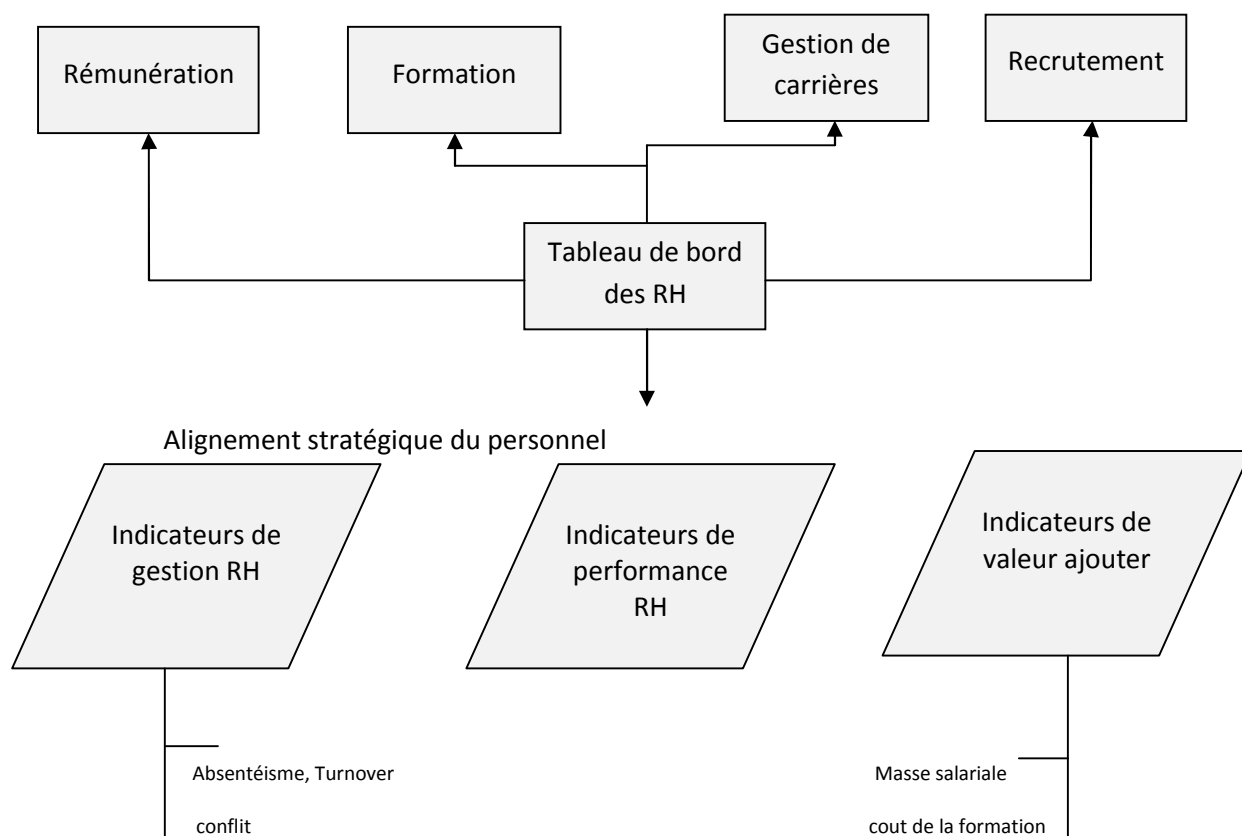 Rémunération
Formation
Gestion de
carrières
Recrutement
Tableau de bord
des RH
Alignement stratégique du personnel
Indicateurs de
gestion RH
Indicateurs de
performance
RH
Indicateurs de
valeur ajouter
Absentéisme, Turnover
conflit
Masse salariale
cout de la formation